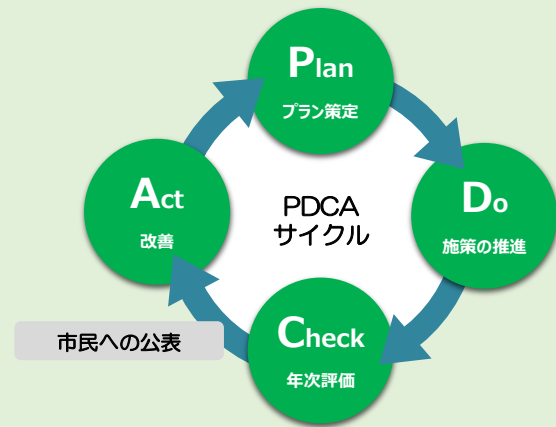 Plan
プラン策定
Do
施策の推進
Check
年次評価
Act
改善
PDCA
サイクル
市民への公表